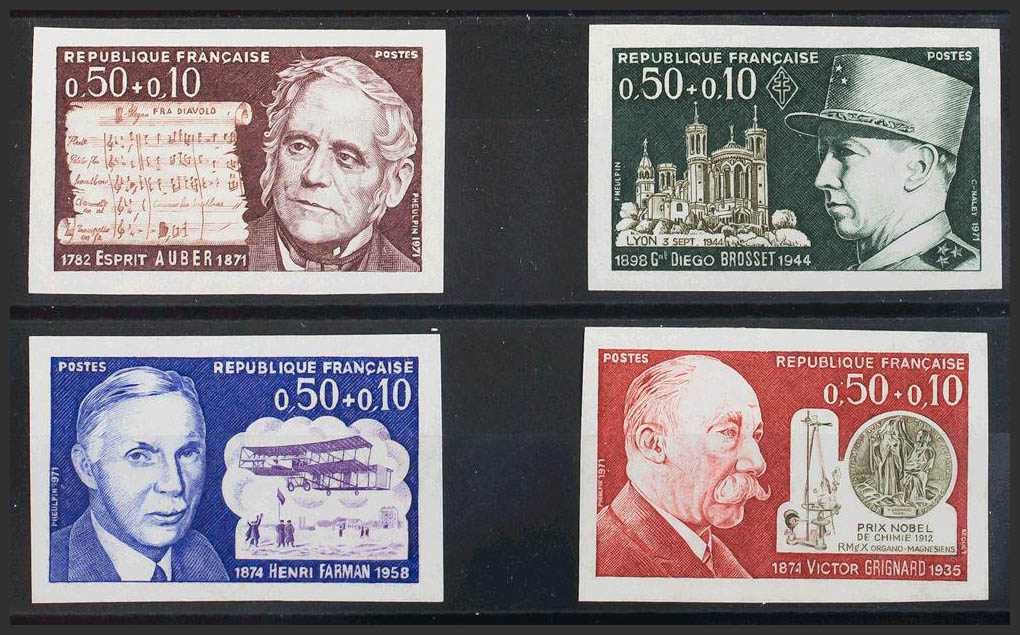 REPUBLIQUE FRANÇAISE POSTES
0,50+0,10
FRA DIAVOLO
PHEULPIN 1971
1782 ESPRIT AUBER 1871
REPUBLIQUE FRANÇAISE POSTES
0,50+0,10
PHEULPIN
C. HALEY 1971
LYON 3 SEPT. 1944
1898 Gal DIEGO BROSSET 1944
POSTES REPUBLIQUE FRANÇAISE
0,50+0,10
PHEULPIN 1971
1874 HENRI FARMAN 1958
POSTES REPUBLIQUE FRANÇAISE
0,50+0,10
PHEULPIN 1971
PRIX NOBEL
DE CHIMIE 1912
RMgX ORGANO-MAGNESIENS
1871 VICTOR GRIGNARD 1935